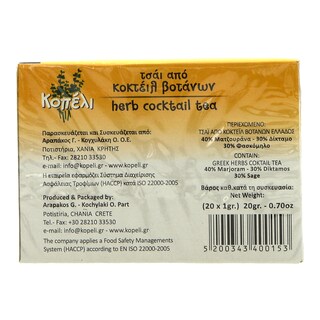 τσάι από
κοκτέιλ βοτάνων
herb cocktail tea
Κοπέλι
Παρασκευάζεται και Συσκευάζεται από:
Αραπάκος Γ. - Κοχυλάκη Ο. Ε.
Ποτιστήρια, ΧΑΝΙΑ ΚΡΗΤΗΣ
Τηλ./Fax: 28210 33530
e-mail: info@kopeli.gr - www.kopeli.gr
Η εταιρεία εφαρμόζει Σύστημα Διαχείρισης
Ασφάλειας Τροφίμων (HACCP) κατά ISO 22000-2005
Produced & Packaged by:
Arapakos G. - Kochylaki O. Part
Potistiria, CHANIA CRETE
Tel/Fax: +30 28210 33530
e-mail: info@kopeli.gr - www.kopeli.gr
The company applies a Food Safety Managements
System (HACCP) according to EN ISO 22000-2005
ΠΕΡΙΕΧΟΜΕΝΟ:
ΤΣΑΙ ΑΠΟ ΚΟΚΤΕΙΛ ΒΟΤΑΝΩΝ ΕΛΛΑΔΟΣ
40% Ματζουράνα - 30% Δίκταμο
30% Φασκόμηλο
CONTAIN:
GREEK HERBS COCTAIL TEA
40% Marjoram - 30% Diktamos
30% Sage
Βάρος καθ.κατά τη συσκευασία:
Net Weight:
(20 x 1gr.) 20gr. - 0.70oz
5 200343 400153